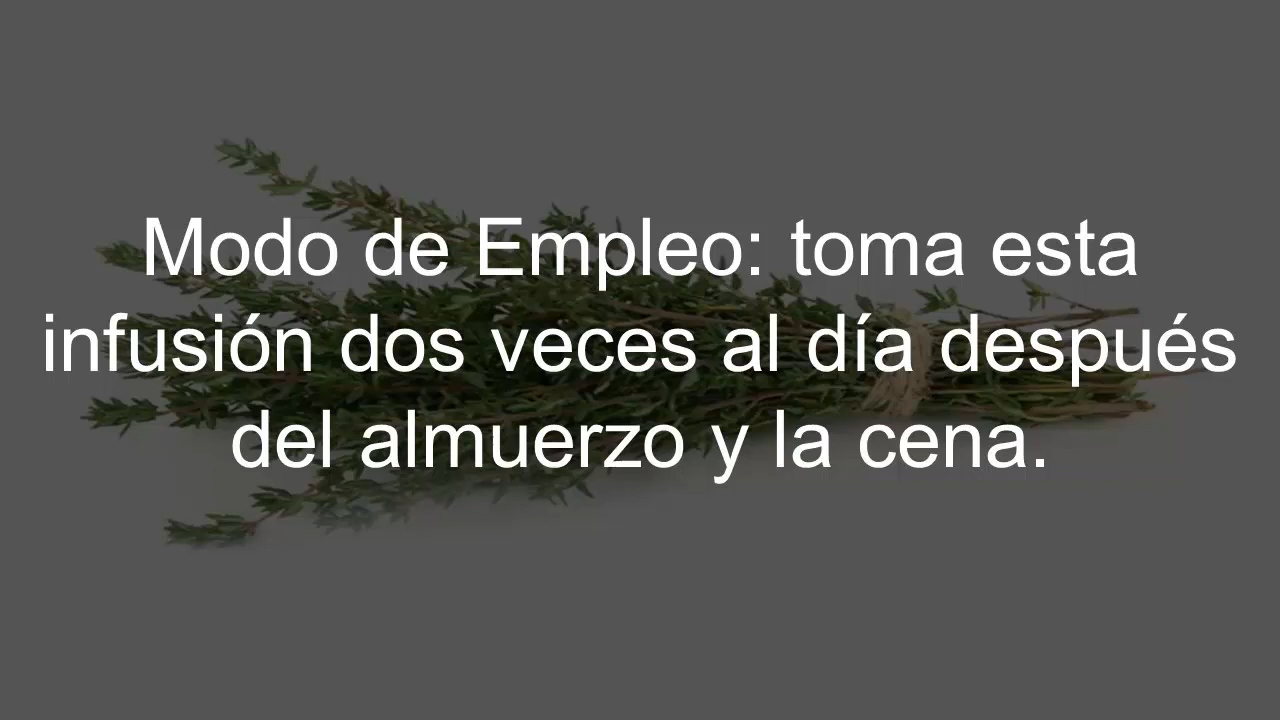 Modo de Empleo: toma esta
infusión dos veces al día después
del almuerzo y la cena.